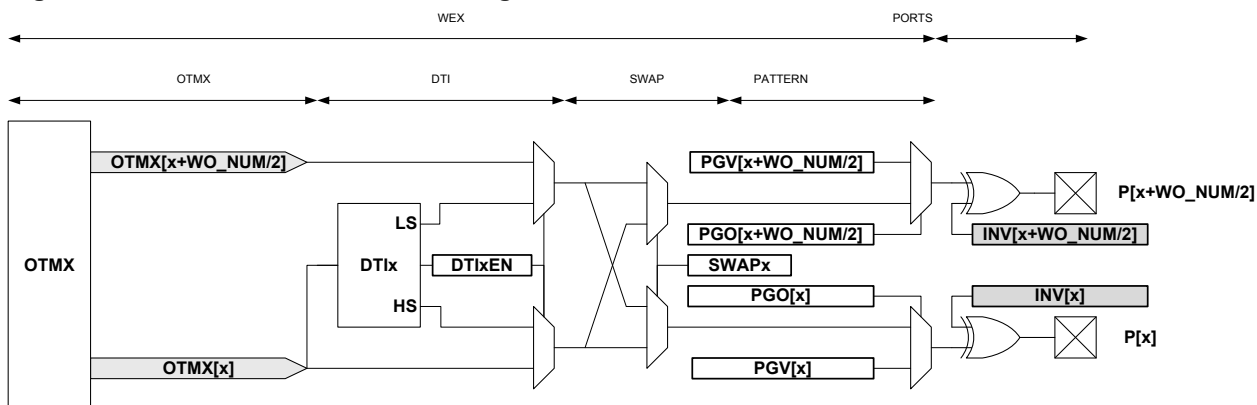 WEX PORTS
OTMX DTI SWAP PATTERN
OTMX[x+WO_NUM/2] PGV[x+WO_NUM/2]
P[x+WO_NUM/2]
LS
PGO[x+WO_NUM/2] INV[x+WO_NUM/2]
OTMX DTIx DTIxEN SWAPx
PGO[x] INV[x]
HS
P[x]
OTMX[x] PGV[x]